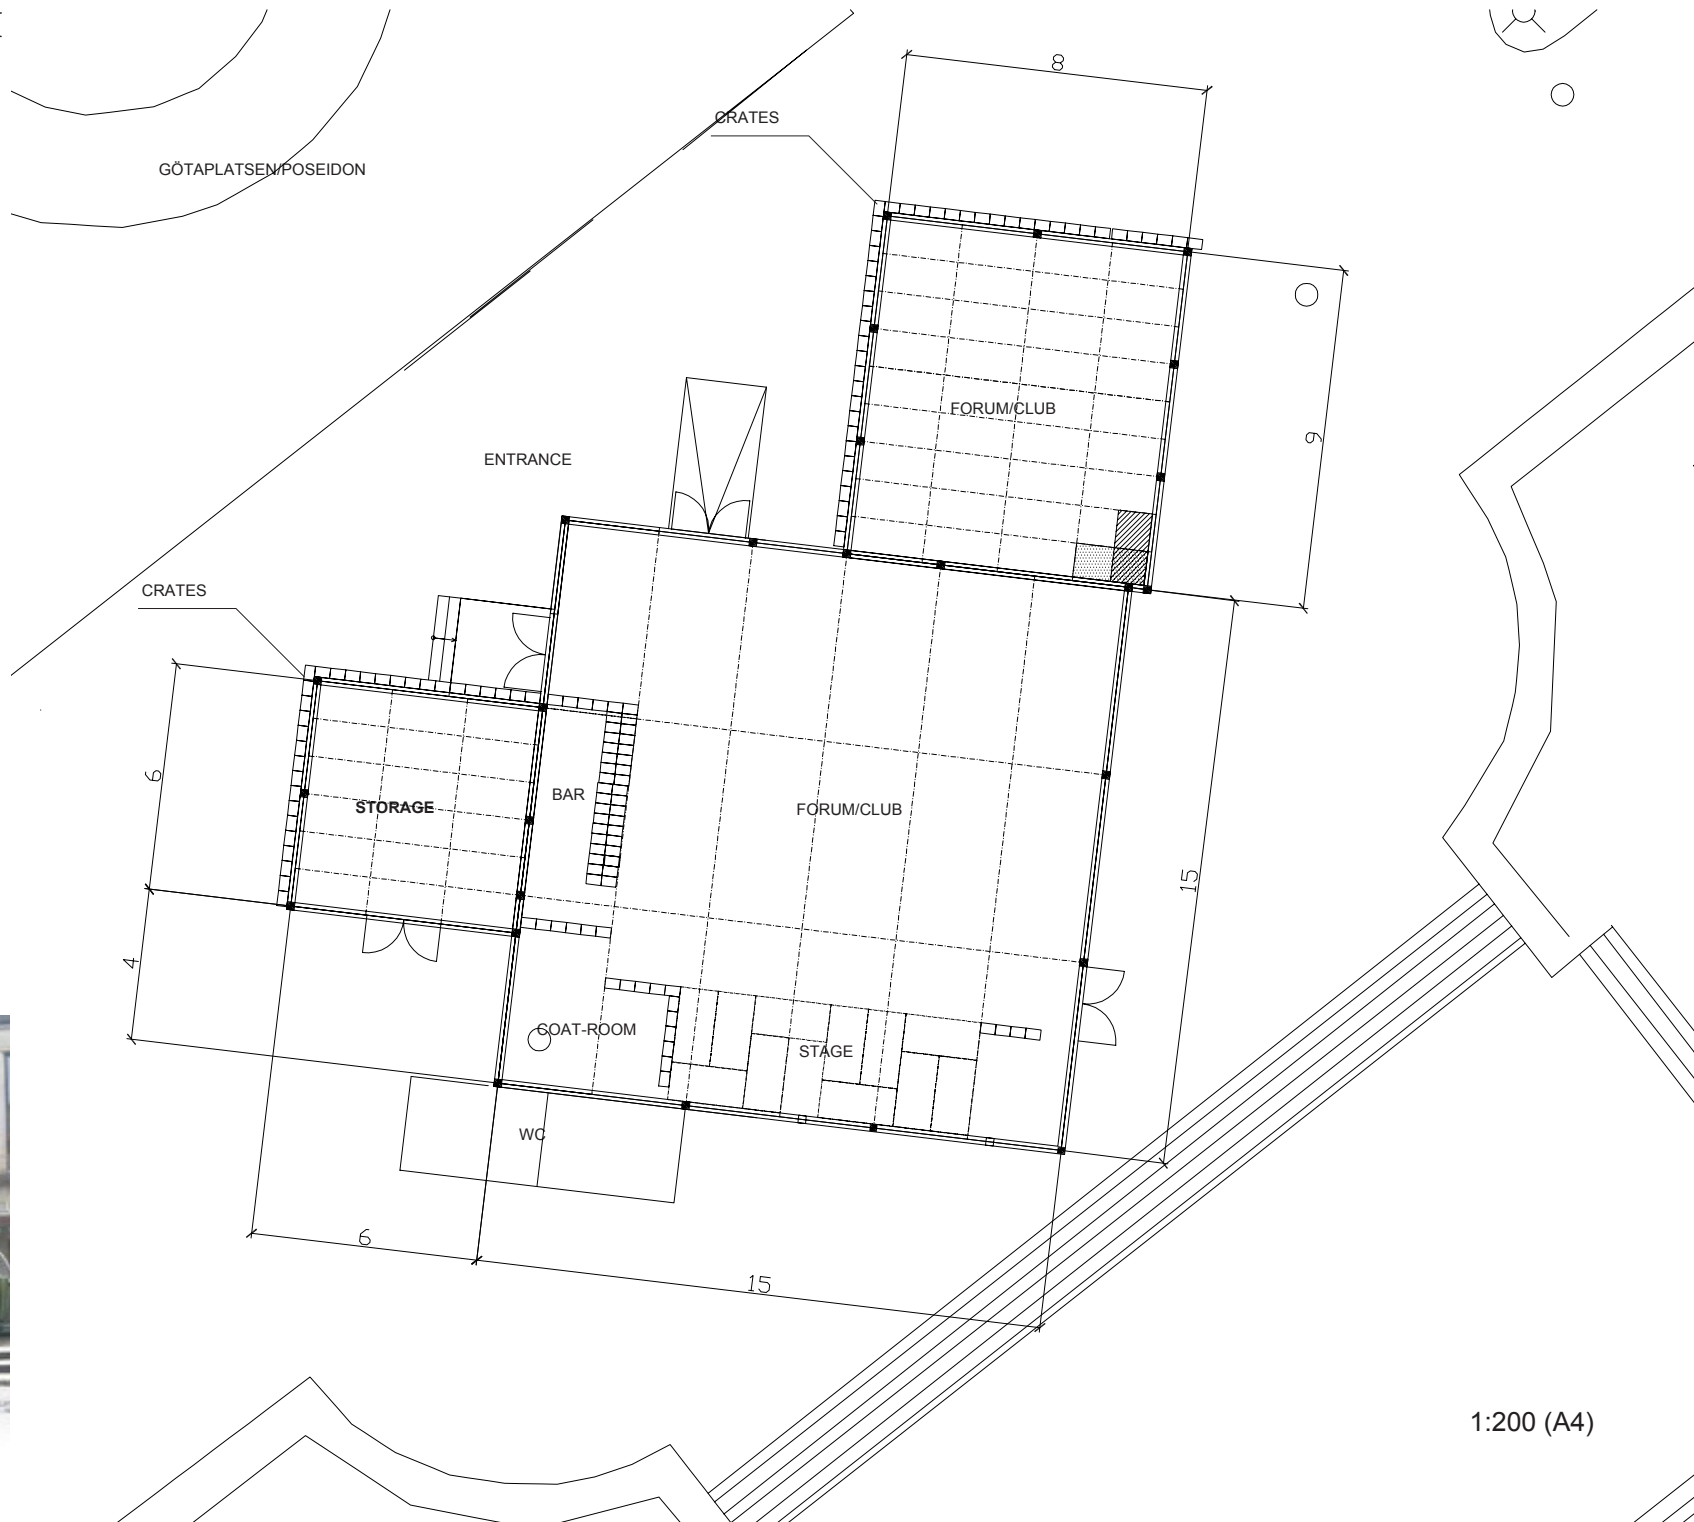 8
CRATES
GÖTAPLATSEN/POSEIDON
FORUM/CLUB
9
ENTRANCE
CRATES
6
BAR
STORAGE
FORUM/CLUB
15
4
COAT-ROOM
STAGE
WC
6
15
1:200 (A4)